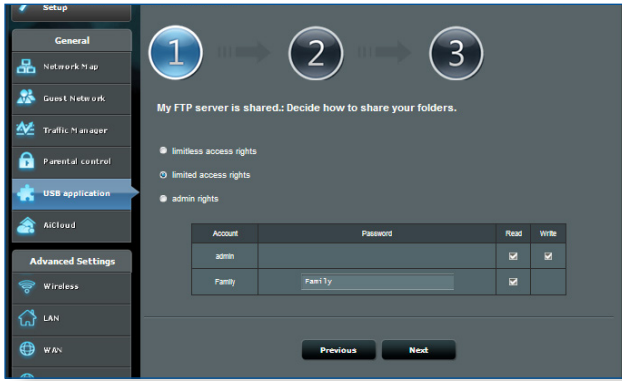 Setup
General
Network Map
Guest Network
Traffic Manager
Parental control
USB application
AiCloud
Advanced Settings
Wireless
LAN
WAN
1 2 3
My FTP server is shared.: Decide how to share your folders.
limitless access rights
limited access rights
admin rights
Account Password Read Write
admin
Family Family
Previous Next